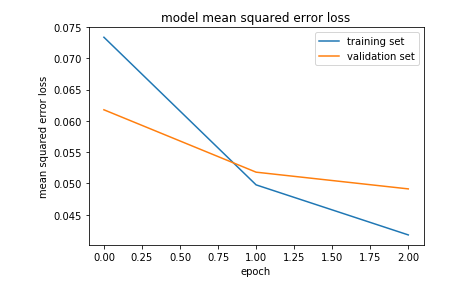 model mean squared error loss
training set
validation set
mean squared error loss
0.075
0.070
0.065
0.060
0.055
0.050
0.045
0.00 0.25 0.50 0.75 1.00 1.25 1.50 1.75 2.00
epoch